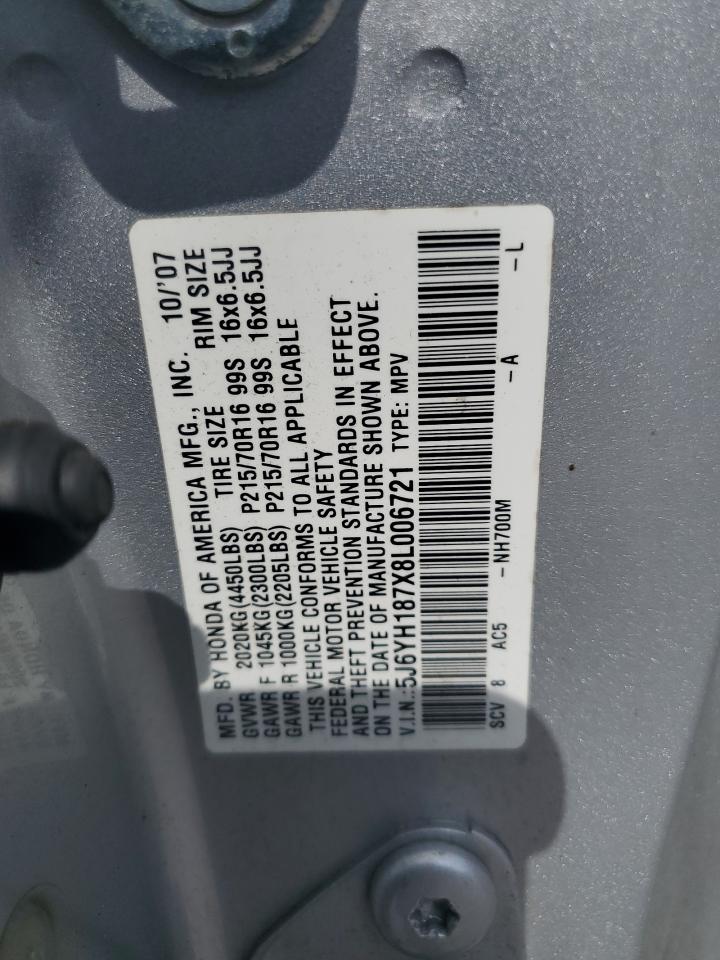 MFD. BY HONDA OF AMERICA MFG., INC. 10/'07
GVWR 2020KG(4450LBS) TIRE SIZE RIM SIZE
GAWR F 1045KG(2300LBS) P215/70R16 99S 16x6.5JJ
GAWR R 1000KG(2205LBS) P215/70R16 99S 16x6.5JJ
THIS VEHICLE CONFORMS TO ALL APPLICABLE
FEDERAL MOTOR VEHICLE SAFETY
AND THEFT PREVENTION STANDARDS IN EFFECT
ON THE DATE OF MANUFACTURE SHOWN ABOVE.
V.I.N.:5J6YH187X8L006721 TYPE: MPV
SCV 8 AC5 -NH700M -A -L